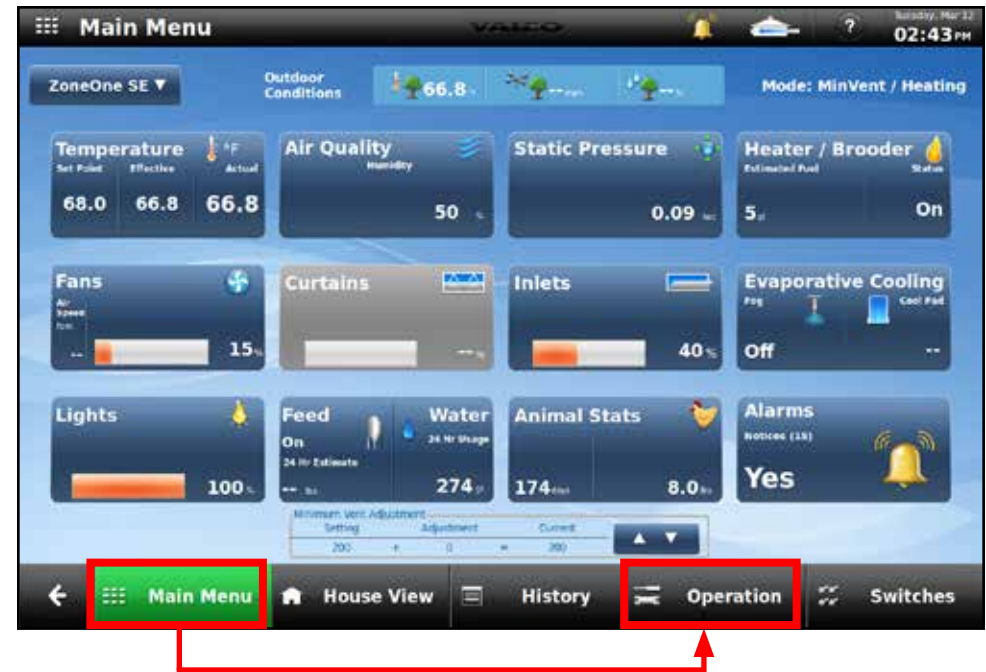 Main Menu VALCO ? Tuesday, Mar 12
02:43 PM
ZoneOne SE ▼ Outdoor Conditions 66.8 -- -- Mode: MinVent / Heating
Temperature °F
Set Point Effective Actual
68.0 66.8 66.8
Air Quality
Humidity
50 %
Static Pressure
0.09
Heater / Brooder
Estimated Fuel Status
5 On
Fans
Air Speed
-- 15%
Curtains
-- %
Inlets
40 %
Evaporative Cooling
Fog Cool Pad
Off --
Lights
100 %
Feed Water
On 24 Hr Usage
24 Hr Estimate
-- lbs 274
Animal Stats
174 8.0
Alarms
Notices (15)
Yes
Minimum Vent Adjustment
Setting Adjustment Current
200 + 0 = 200
Main Menu House View History Operation Switches